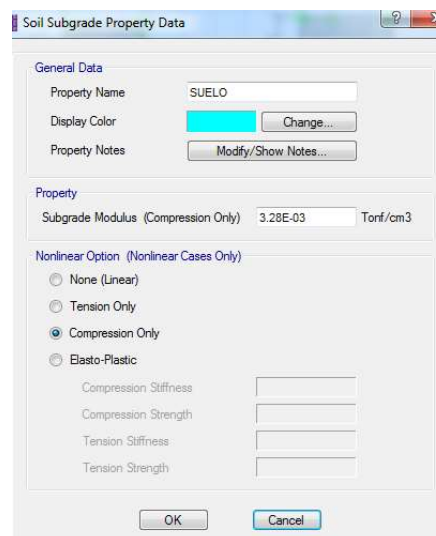 Soil Subgrade Property Data
General Data
Property Name SUELO
Display Color Change...
Property Notes Modify/Show Notes...
Property
Subgrade Modulus (Compression Only) 3.28E-03 Tonf/cm3
Nonlinear Option (Nonlinear Cases Only)
None (Linear)
Tension Only
Compression Only
Elasto-Plastic
Compression Stiffness
Compression Strength
Tension Stiffness
Tension Strength
OK Cancel